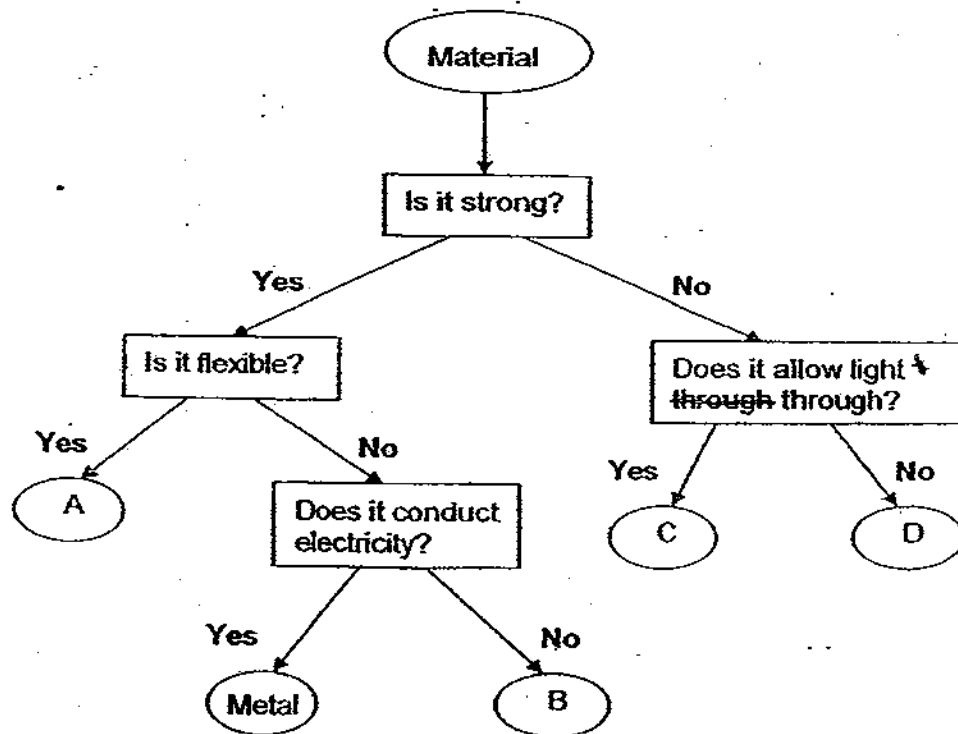 Material
Is it strong?
Yes
No
Is it flexible?
Does it allow light
through through?
Yes
No
Yes
No
A
Does it conduct
electricity?
C
D
Yes
No
Metal
B